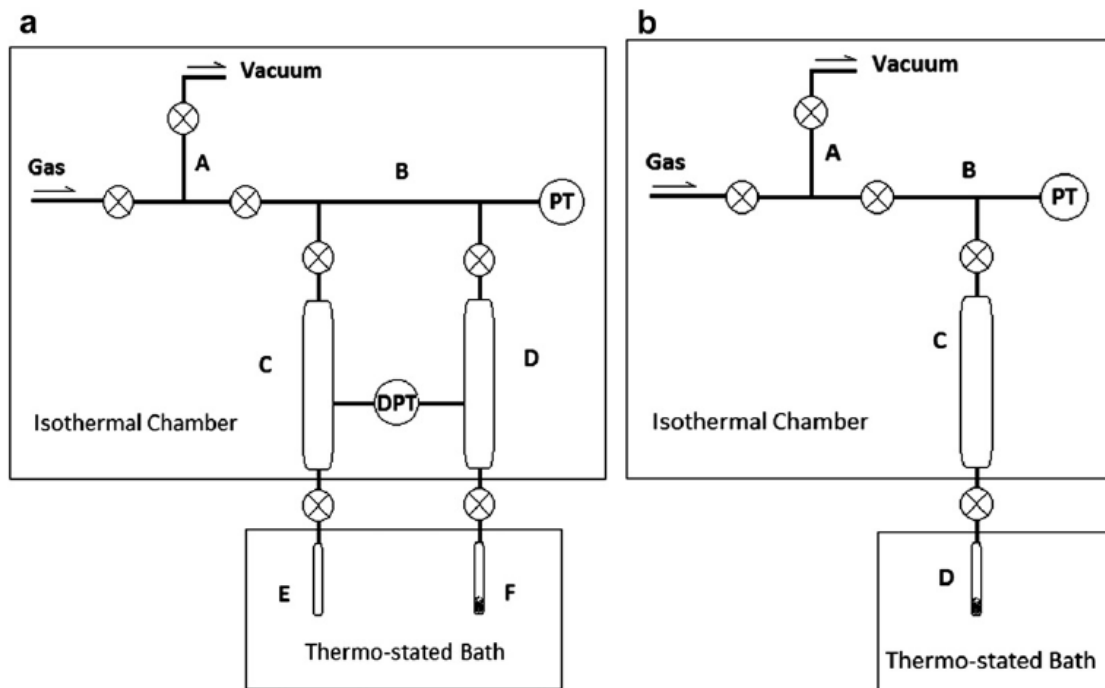 a
Vacuum
A
Gas
B
PT
C
D
DPT
Isothermal Chamber
E
F
Thermo-stated Bath
b
Vacuum
A
Gas
B
PT
C
Isothermal Chamber
D
Thermo-stated Bath